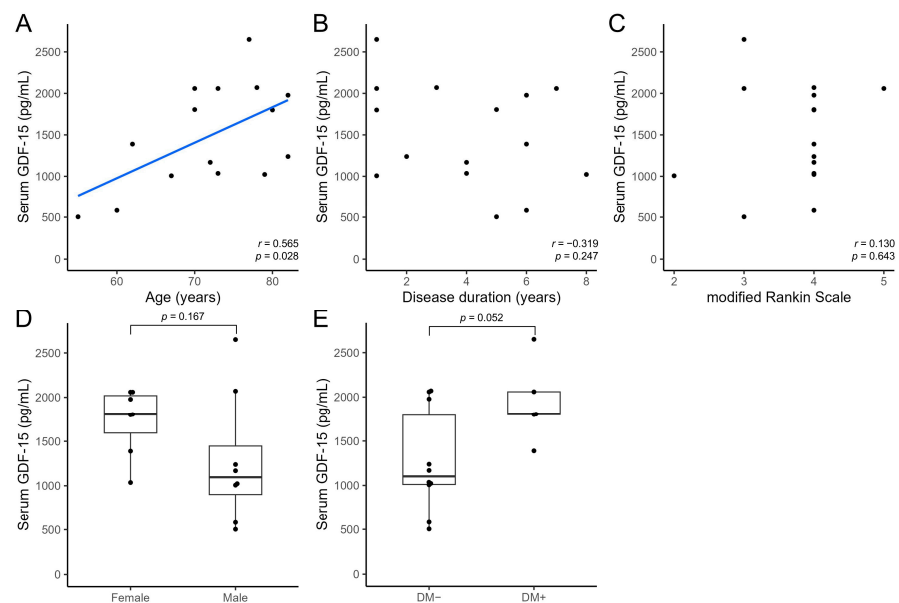 A
Serum GDF-15 (pg/mL)
2500
2000
1500
1000
500
0
r = 0.565
p = 0.028
60
70
80
Age (years)
B
Serum GDF-15 (pg/mL)
2500
2000
1500
1000
500
0
r = −0.319
p = 0.247
2
4
6
8
Disease duration (years)
C
Serum GDF-15 (pg/mL)
2500
2000
1500
1000
500
0
r = 0.130
p = 0.643
2
3
4
5
modified Rankin Scale
D
p = 0.167
Serum GDF-15 (pg/mL)
2500
2000
1500
1000
500
0
Female
Male
E
p = 0.052
Serum GDF-15 (pg/mL)
2500
2000
1500
1000
500
0
DM−
DM+